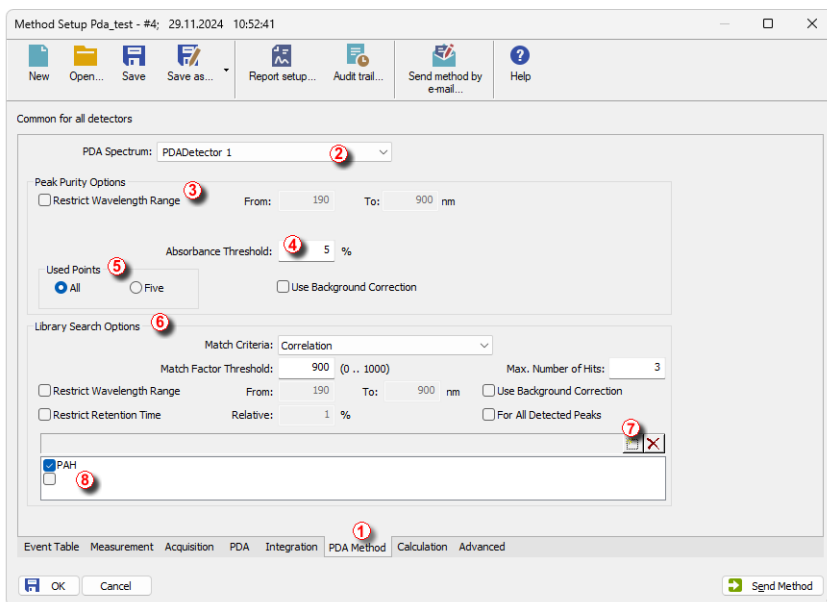 Method Setup Pda_test - #4; 29.11.2024 10:52:41
New Open... Save Save as... Report setup... Audit trail... Send method by e-mail... Help
Common for all detectors
PDA Spectrum: PDADetector 1 2
Peak Purity Options
Restrict Wavelength Range 3 From: 190 To: 900 nm
Absorbance Threshold: 4 5 %
Used Points 5
All Five Use Background Correction
Library Search Options 6
Match Criteria: Correlation
Match Factor Threshold: 900 (0 .. 1000) Max. Number of Hits: 3
Restrict Wavelength Range From: 190 To: 900 nm Use Background Correction
Restrict Retention Time Relative: 1 % For All Detected Peaks
7
PAH
8
1
Event Table Measurement Acquisition PDA Integration PDA Method Calculation Advanced
OK Cancel Send Method